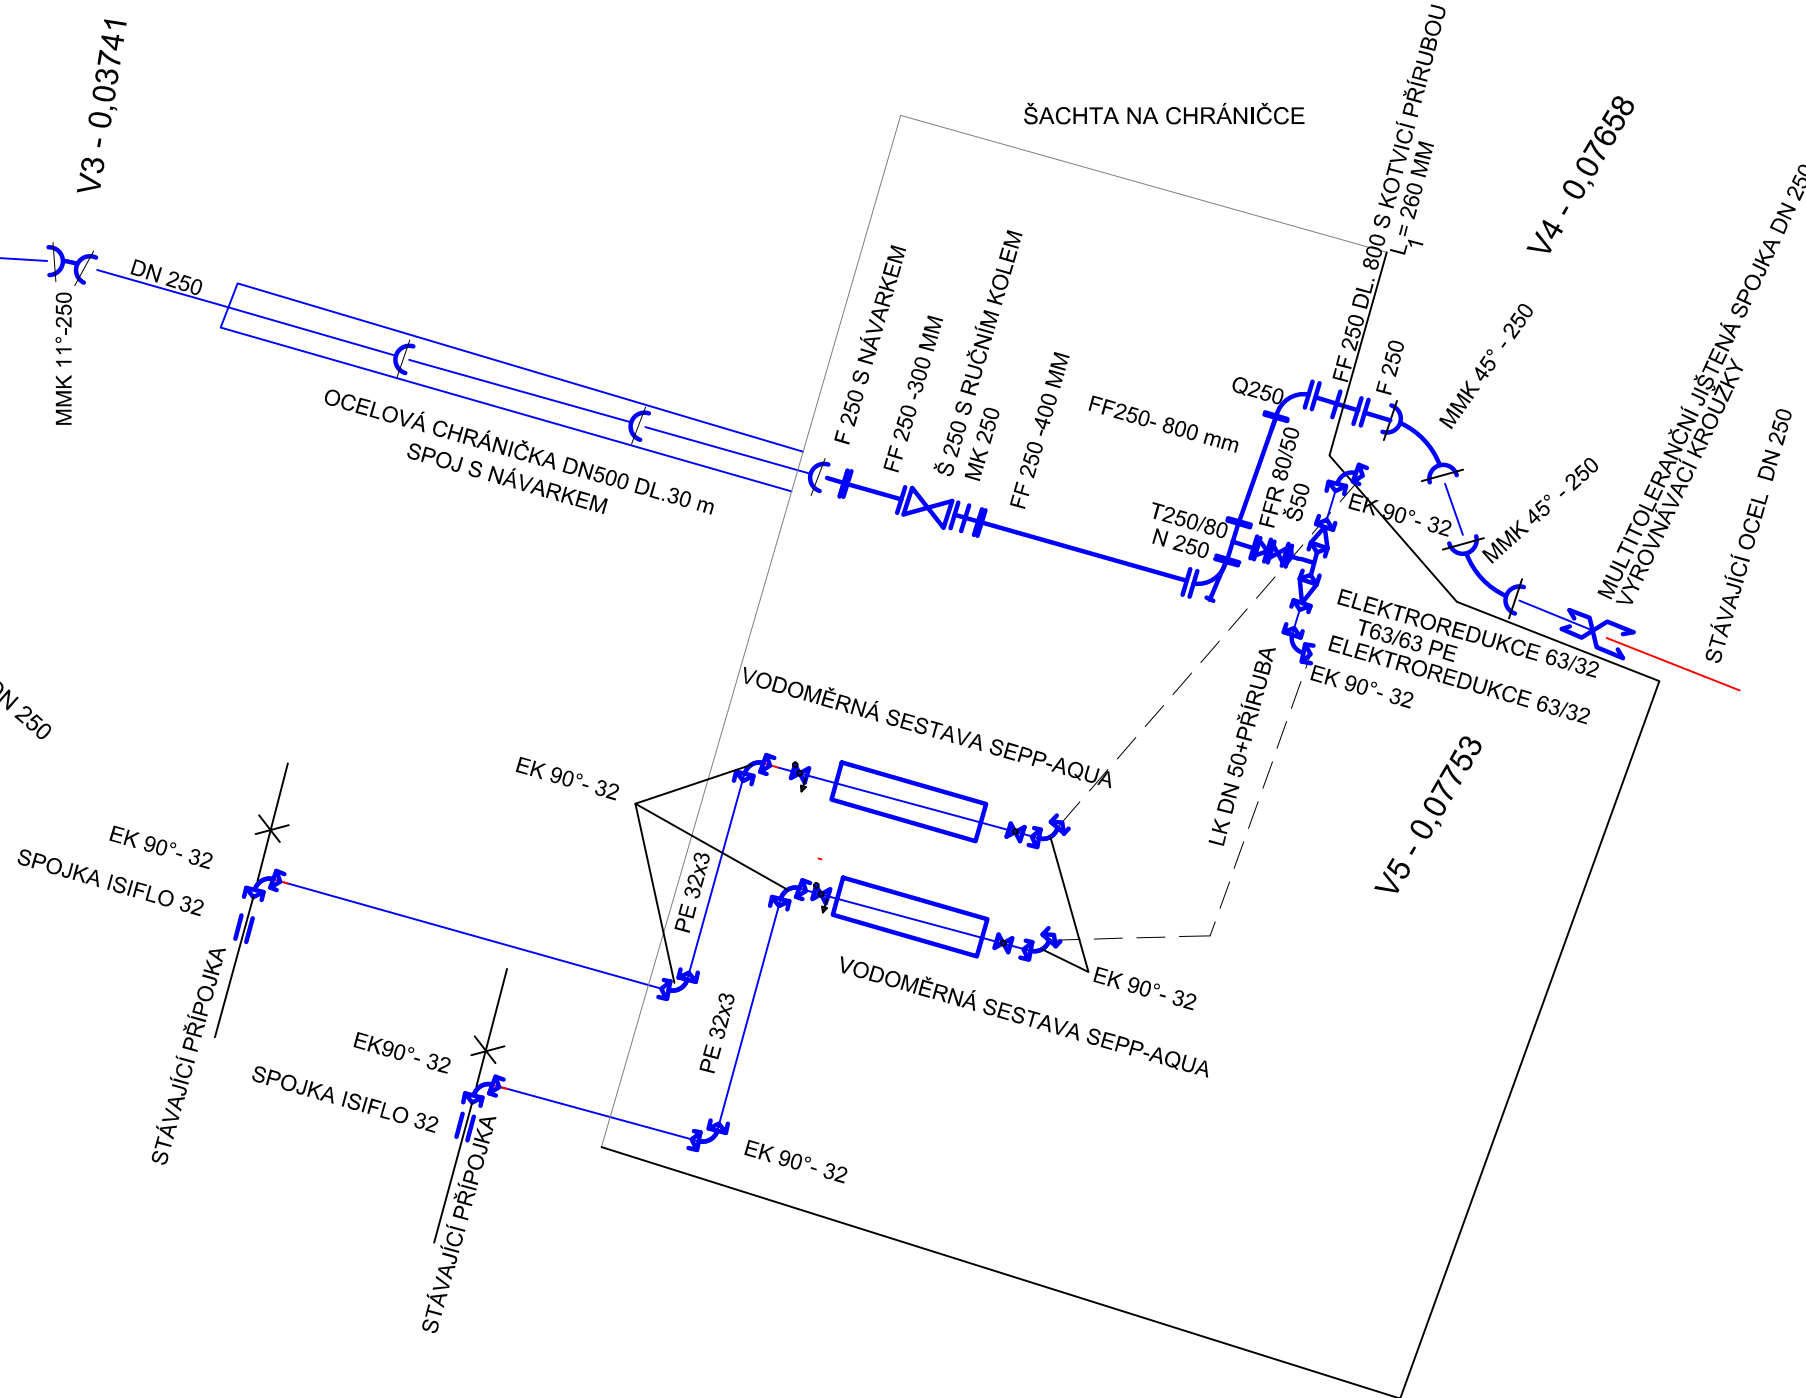 V3 - 0,03741
MMK 11°-250
DN 250
OCELOVÁ CHRÁNIČKA DN500 DL.30 m
SPOJ S NÁVARKEM
ŠACHTA NA CHRÁNIČCE
F 250 S NÁVARKEM
FF 250 -300 MM
Š 250 S RUČNÍM KOLEM
MK 250
FF 250 -400 MM
FF250- 800 mm
Q250
T250/80
N 250
FFR 80/50
Š50
FF 250 DL. 800 S KOTVICÍ PŘÍRUBOU
L1= 260 MM
F 250
V4 - 0,07658
MMK 45° - 250
MMK 45° - 250
EK 90°- 32
MULTITOLERANČNÍ JIŠTENÁ SPOJKA DN 250
VYROVNÁVACÍ KROUŽKY
STÁVAJÍCÍ OCEL DN 250
ELEKTROREDUKCE 63/32
T63/63 PE
ELEKTROREDUKCE 63/32
EK 90°- 32
LK DN 50+PŘÍRUBA
V5 - 0,07753
VODOMĚRNÁ SESTAVA SEPP-AQUA
EK 90°- 32
PE 32x3
VODOMĚRNÁ SESTAVA SEPP-AQUA
EK 90°- 32
PE 32x3
EK 90°- 32
DN 250
EK 90°- 32
SPOJKA ISIFLO 32
STÁVAJÍCÍ PŘÍPOJKA
EK90°- 32
SPOJKA ISIFLO 32
STÁVAJÍCÍ PŘÍPOJKA